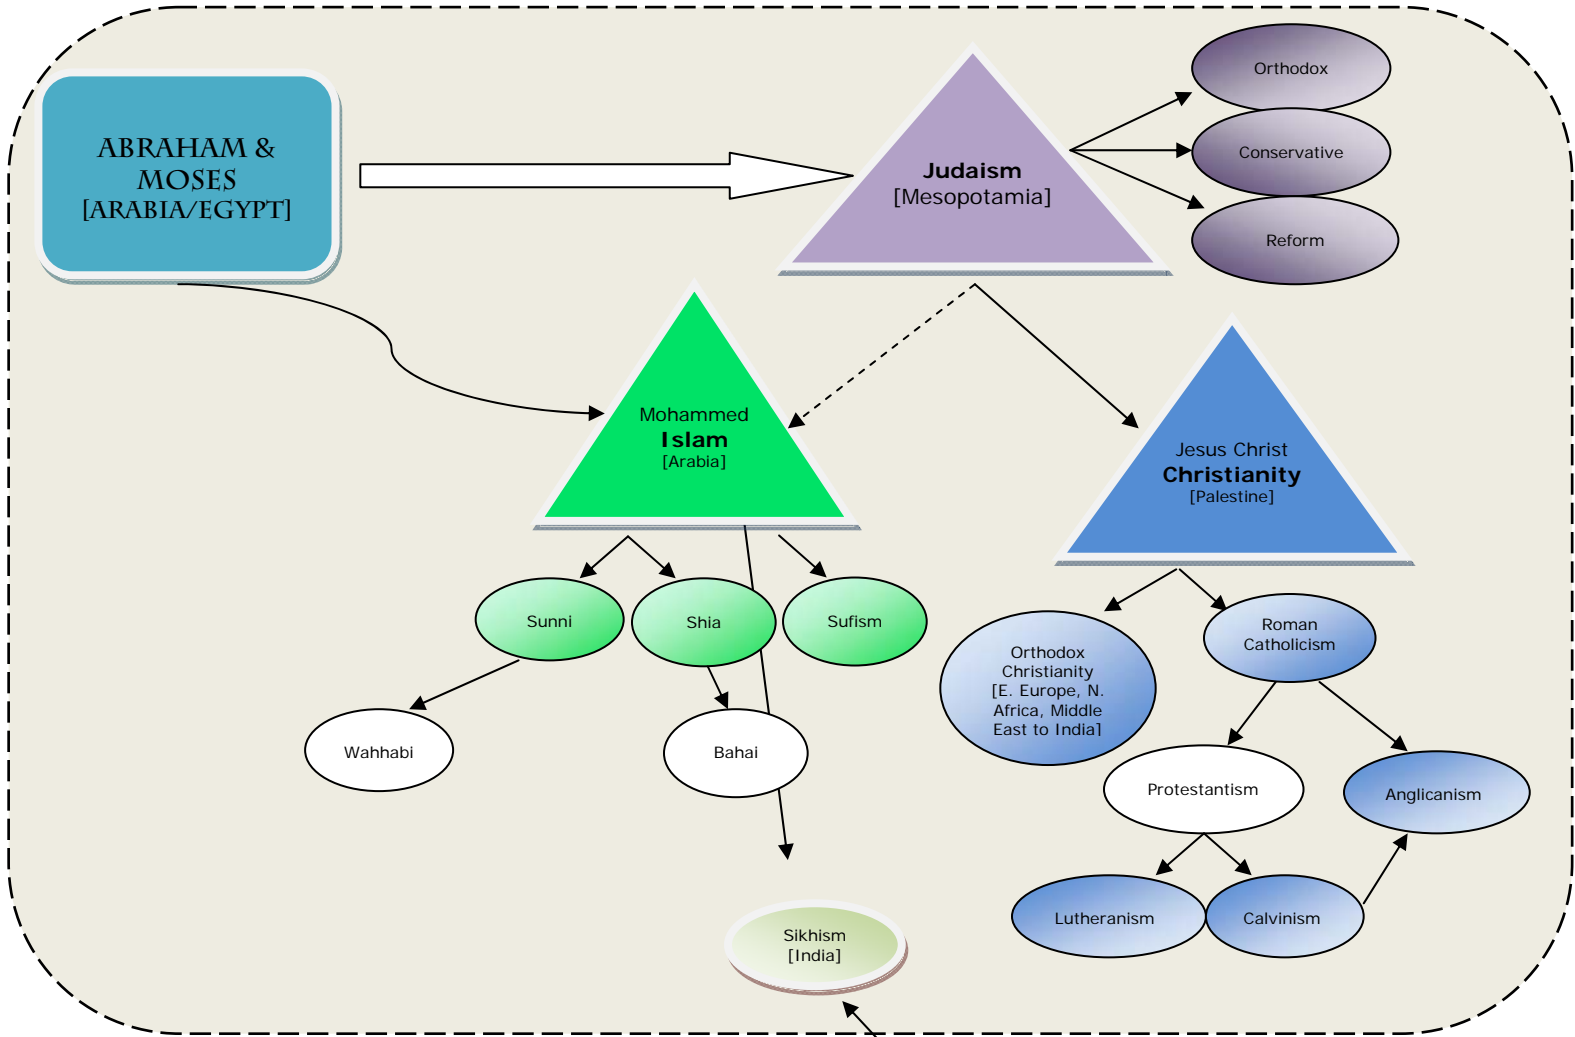 ABRAHAM &
MOSES
[ARABIA/EGYPT]
Judaism
[Mesopotamia]
Orthodox
Conservative
Reform
Mohammed
Islam
[Arabia]
Jesus Christ
Christianity
[Palestine]
Sunni
Shia
Sufism
Wahhabi
Bahai
Orthodox
Christianity
[E. Europe, N.
Africa, Middle
East to India]
Roman
Catholicism
Protestantism
Anglicanism
Lutheranism
Calvinism
Sikhism
[India]